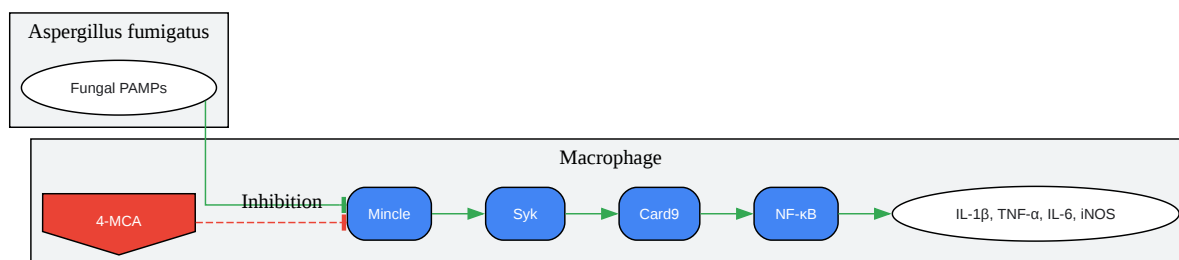 Aspergillus fumigatus
Fungal PAMPs
Macrophage
4-MCA
Inhibition
Mincle
Syk
Card9
NF-κB
IL-1β, TNF-α, IL-6, iNOS